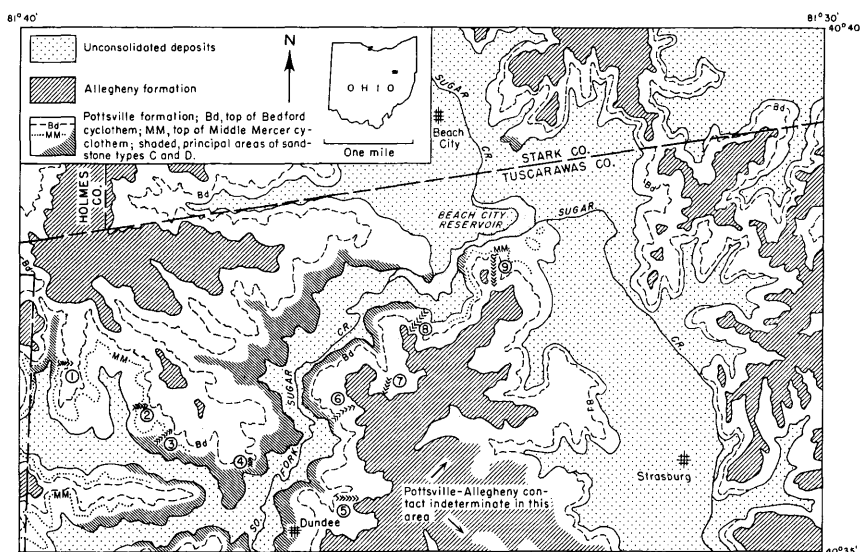 81°40'
81°30'
40°40'
Unconsolidated deposits
Allegheny formation
Pottsville formation; Bd, top of Bedford
cyclothem; MM, top of Middle Mercer cy-
clothem; shaded, principal areas of sand-
stone types C and D.
Bd
MM
N
OHIO
One mile
SUGAR
CR.
Beach
City
STARK CO.
TUSCARAWAS CO.
HOLMES
CO.
Bd
Bd
Bd
Bd
BEACH CITY
RESERVOIR
SUGAR
CR.
MM
9
8
7
6
5
4
3
2
1
MM
Bd
Bd
CR.
SUGAR
FORK
SO.
MM
Strasburg
Dundee
Pottsville-Allegheny con-
tact indeterminate in this
area
40°35'